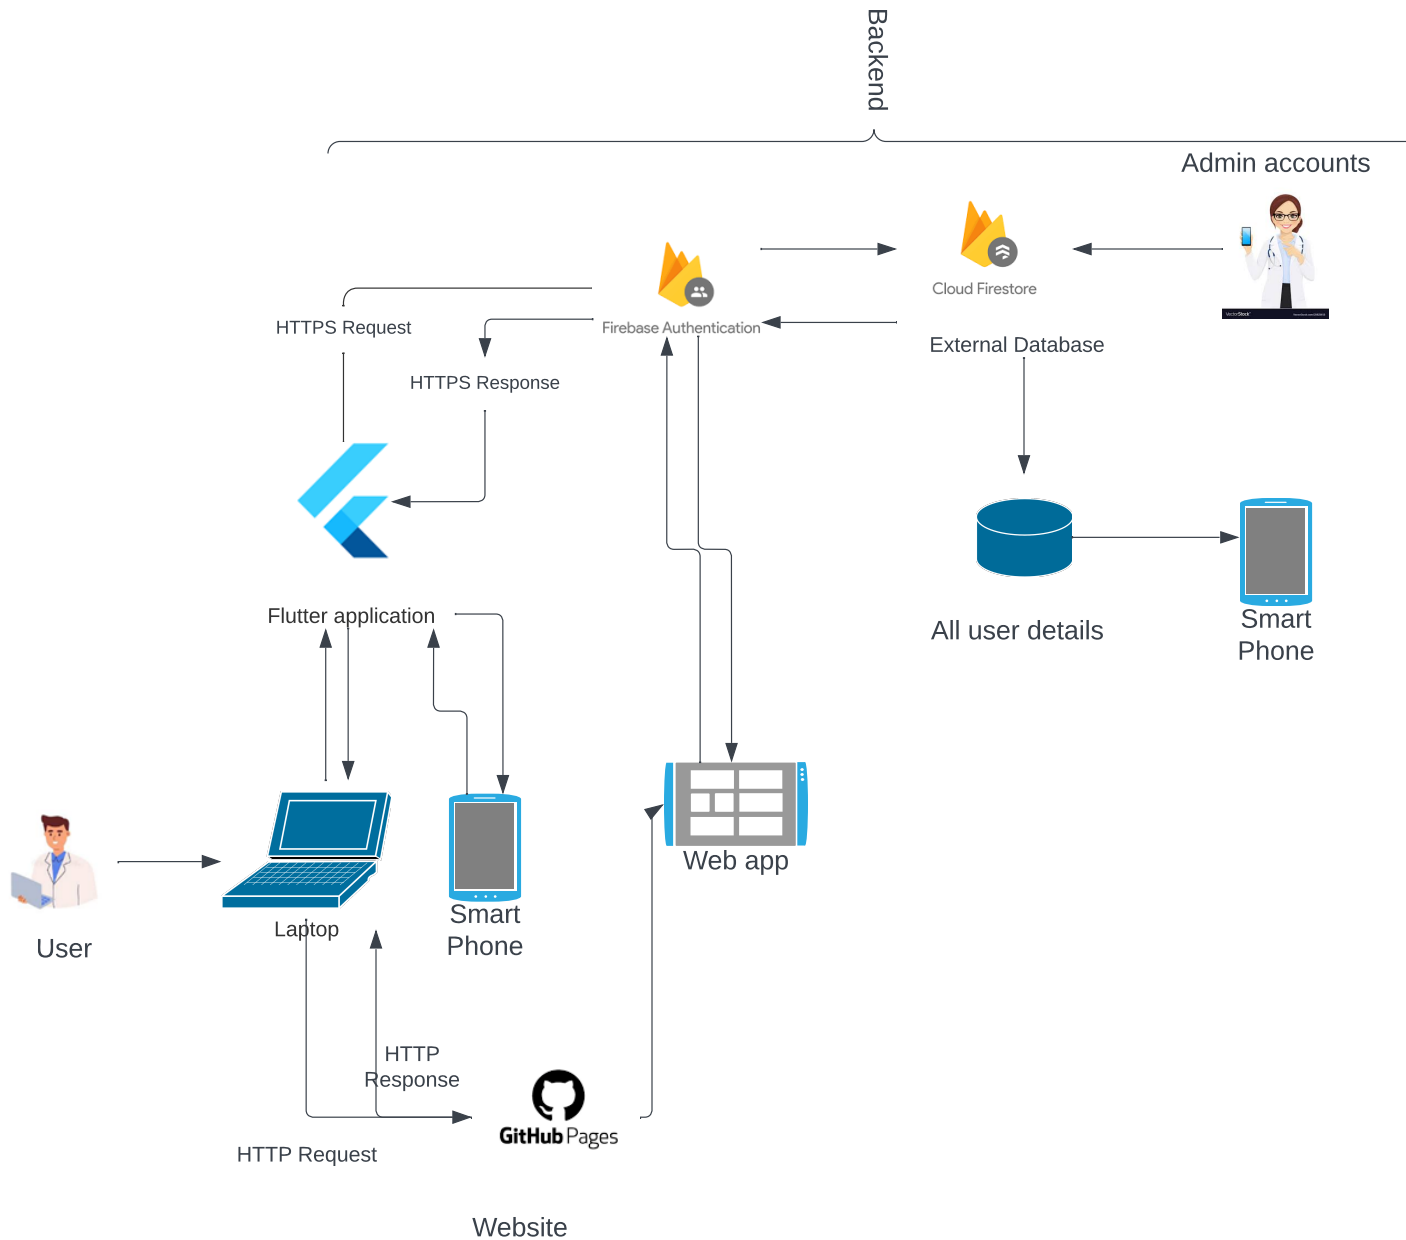 Backend
Admin accounts
VectorStock
Cloud Firestore
HTTPS Request
Firebase Authentication
External Database
HTTPS Response
Flutter application
All user details
Smart
Phone
Web app
Smart
Phone
Laptop
User
HTTP
Response
GitHub Pages
HTTP Request
Website